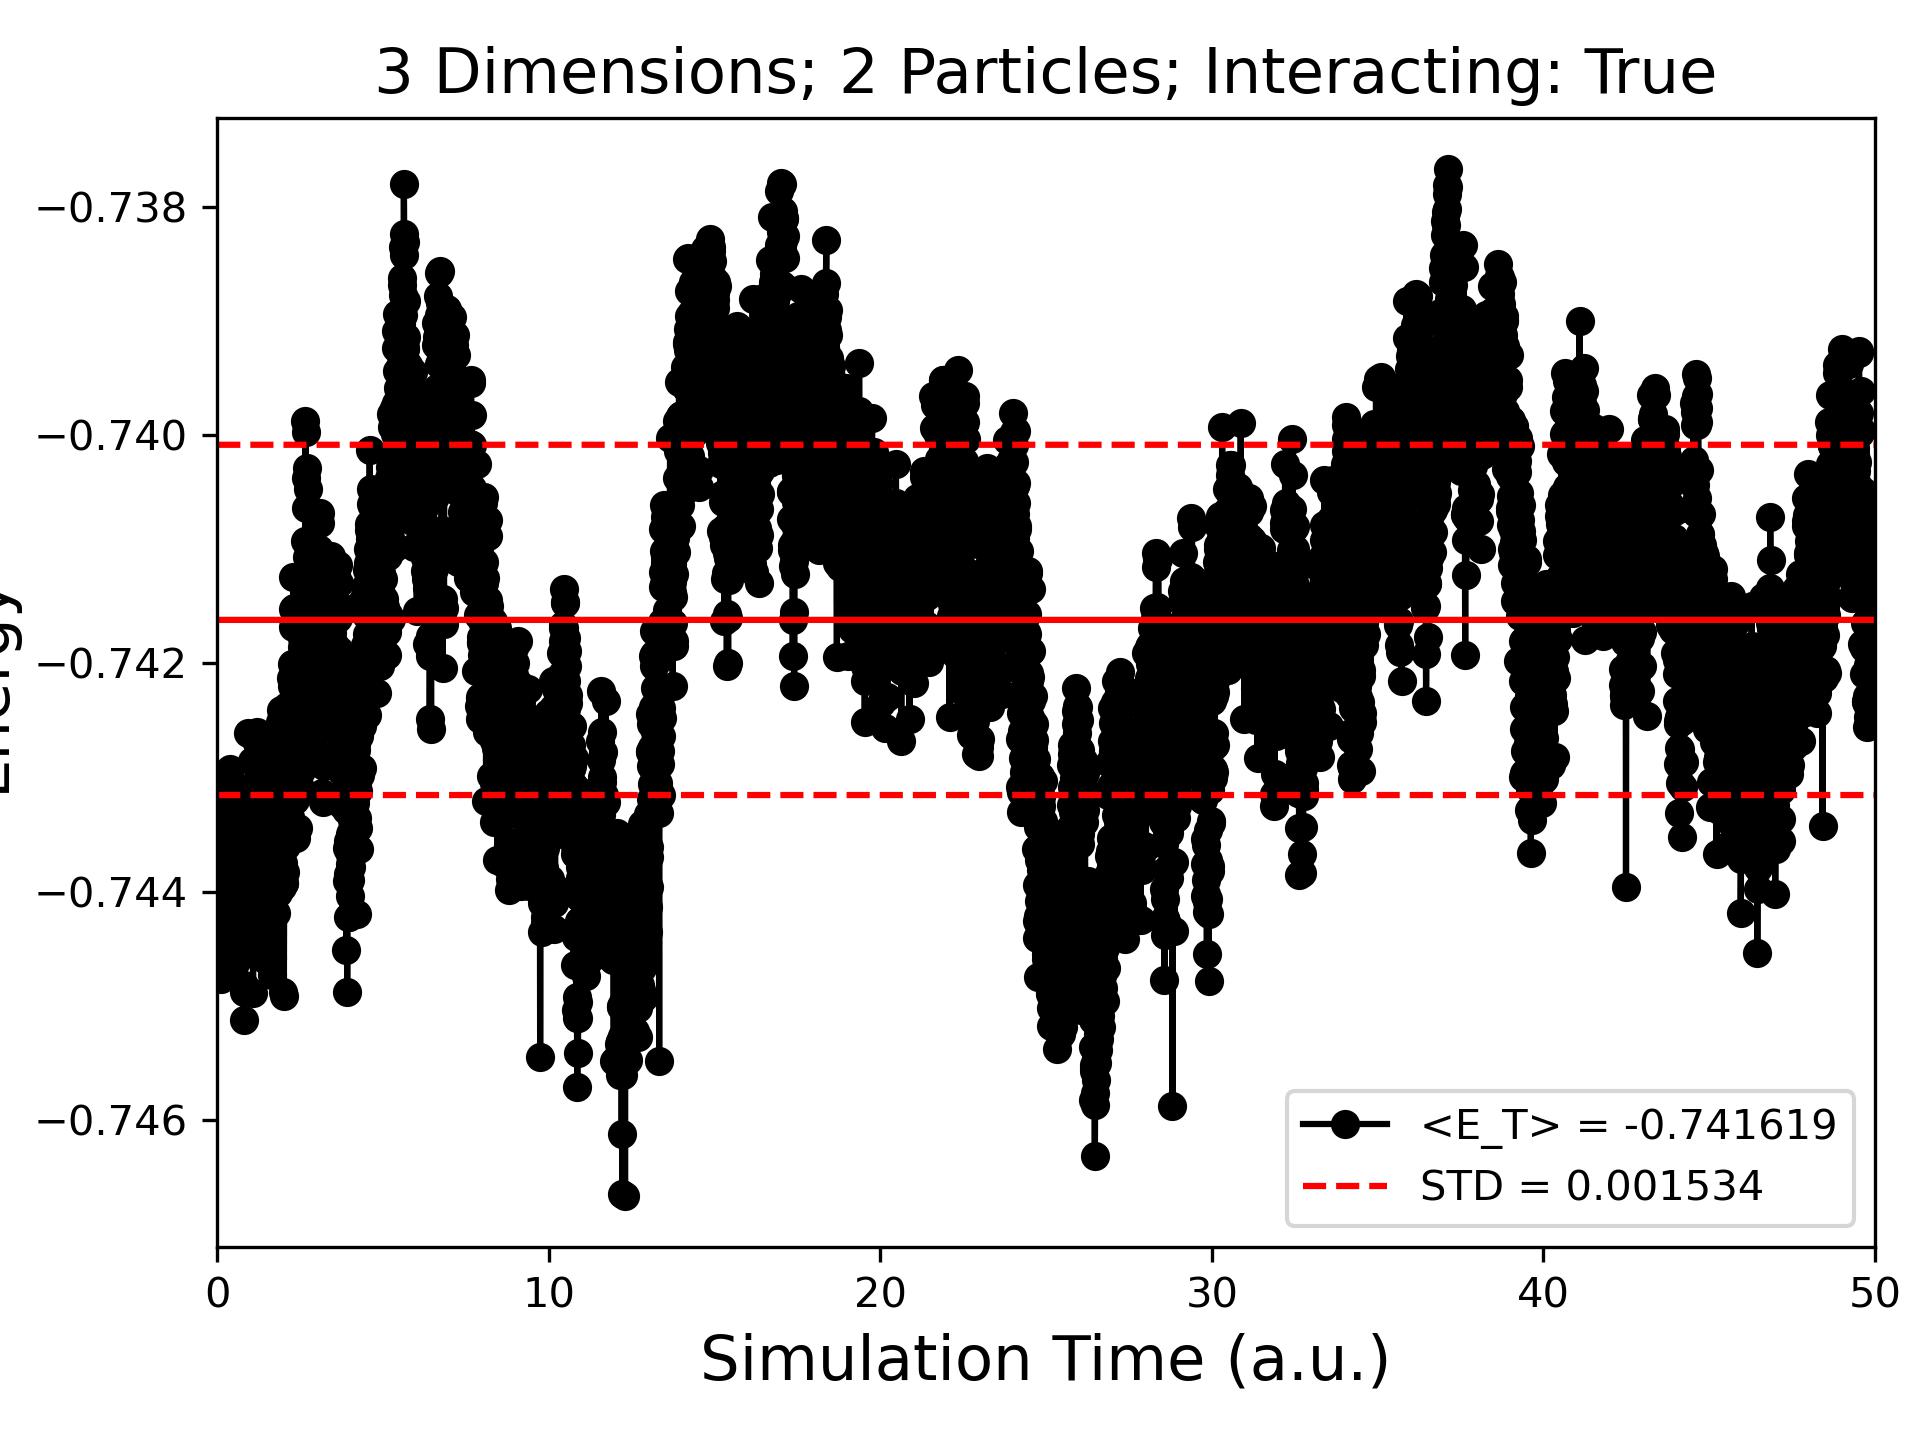 3 Dimensions; 2 Particles; Interacting: True
−0.738
−0.740
−0.742
−0.744
−0.746
Energy
<E_T> = -0.741619
STD = 0.001534
0 10 20 30 40 50
Simulation Time (a.u.)